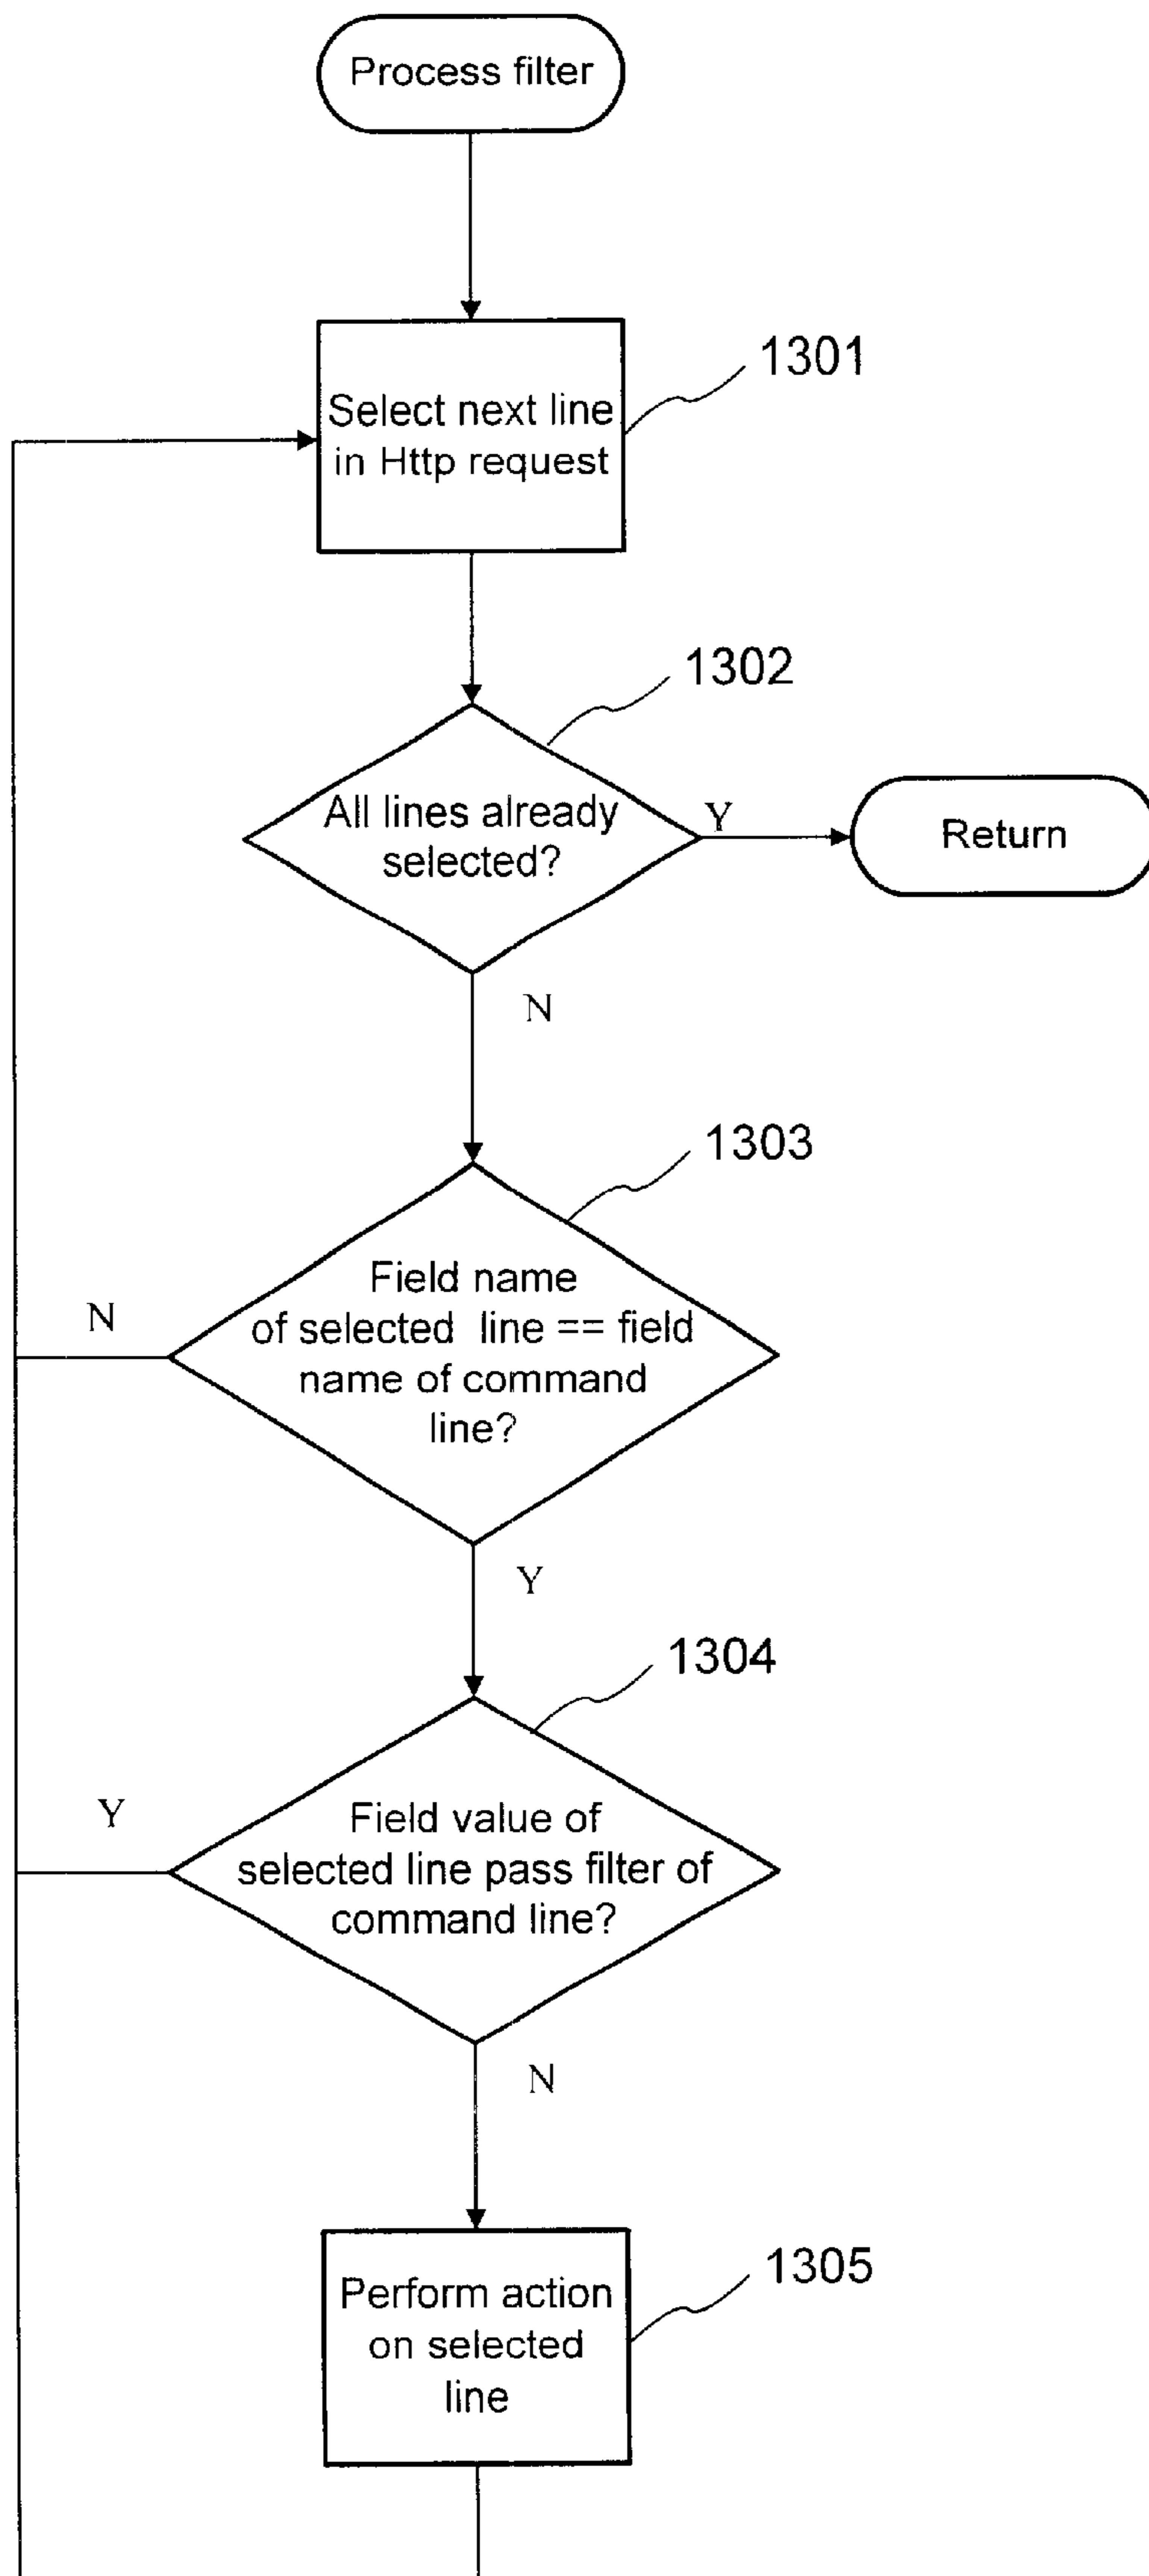 Process filter
1301
Select next line
in Http request
1302
All lines already
selected?
Y
Return
N
1303
Field name
of selected line == field
name of command
line?
N
Y
1304
Field value of
selected line pass filter of
command line?
Y
N
1305
Perform action
on selected
line